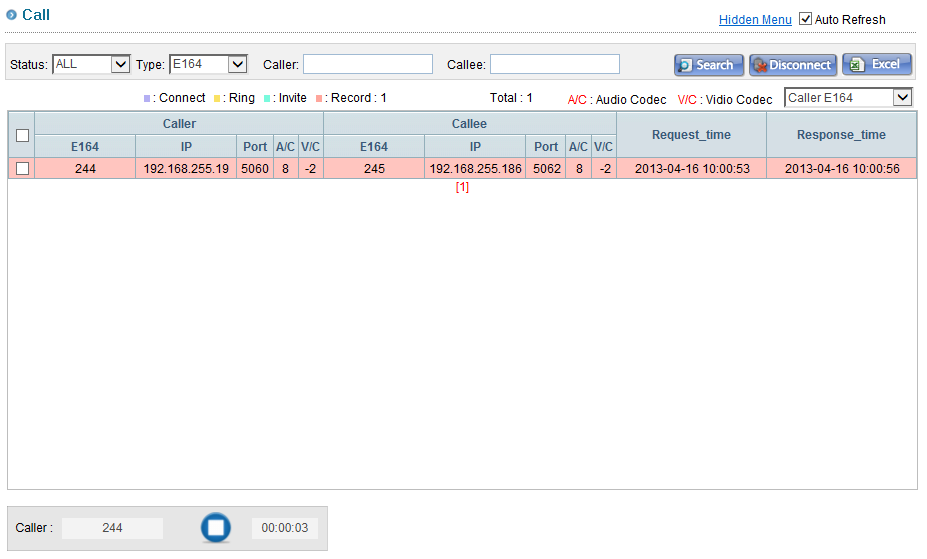 Call
Hidden Menu Auto Refresh
Status: ALL Type: E164 Caller: Callee: Search Disconnect Excel
: Connect : Ring : Invite : Record : 1 Total : 1 A/C : Audio Codec V/C : Vidio Codec Caller E164
Caller Callee Request_time Response_time
E164 IP Port A/C V/C E164 IP Port A/C V/C
244 192.168.255.19 5060 8 -2 245 192.168.255.186 5062 8 -2 2013-04-16 10:00:53 2013-04-16 10:00:56
[1]
Caller : 244 00:00:03